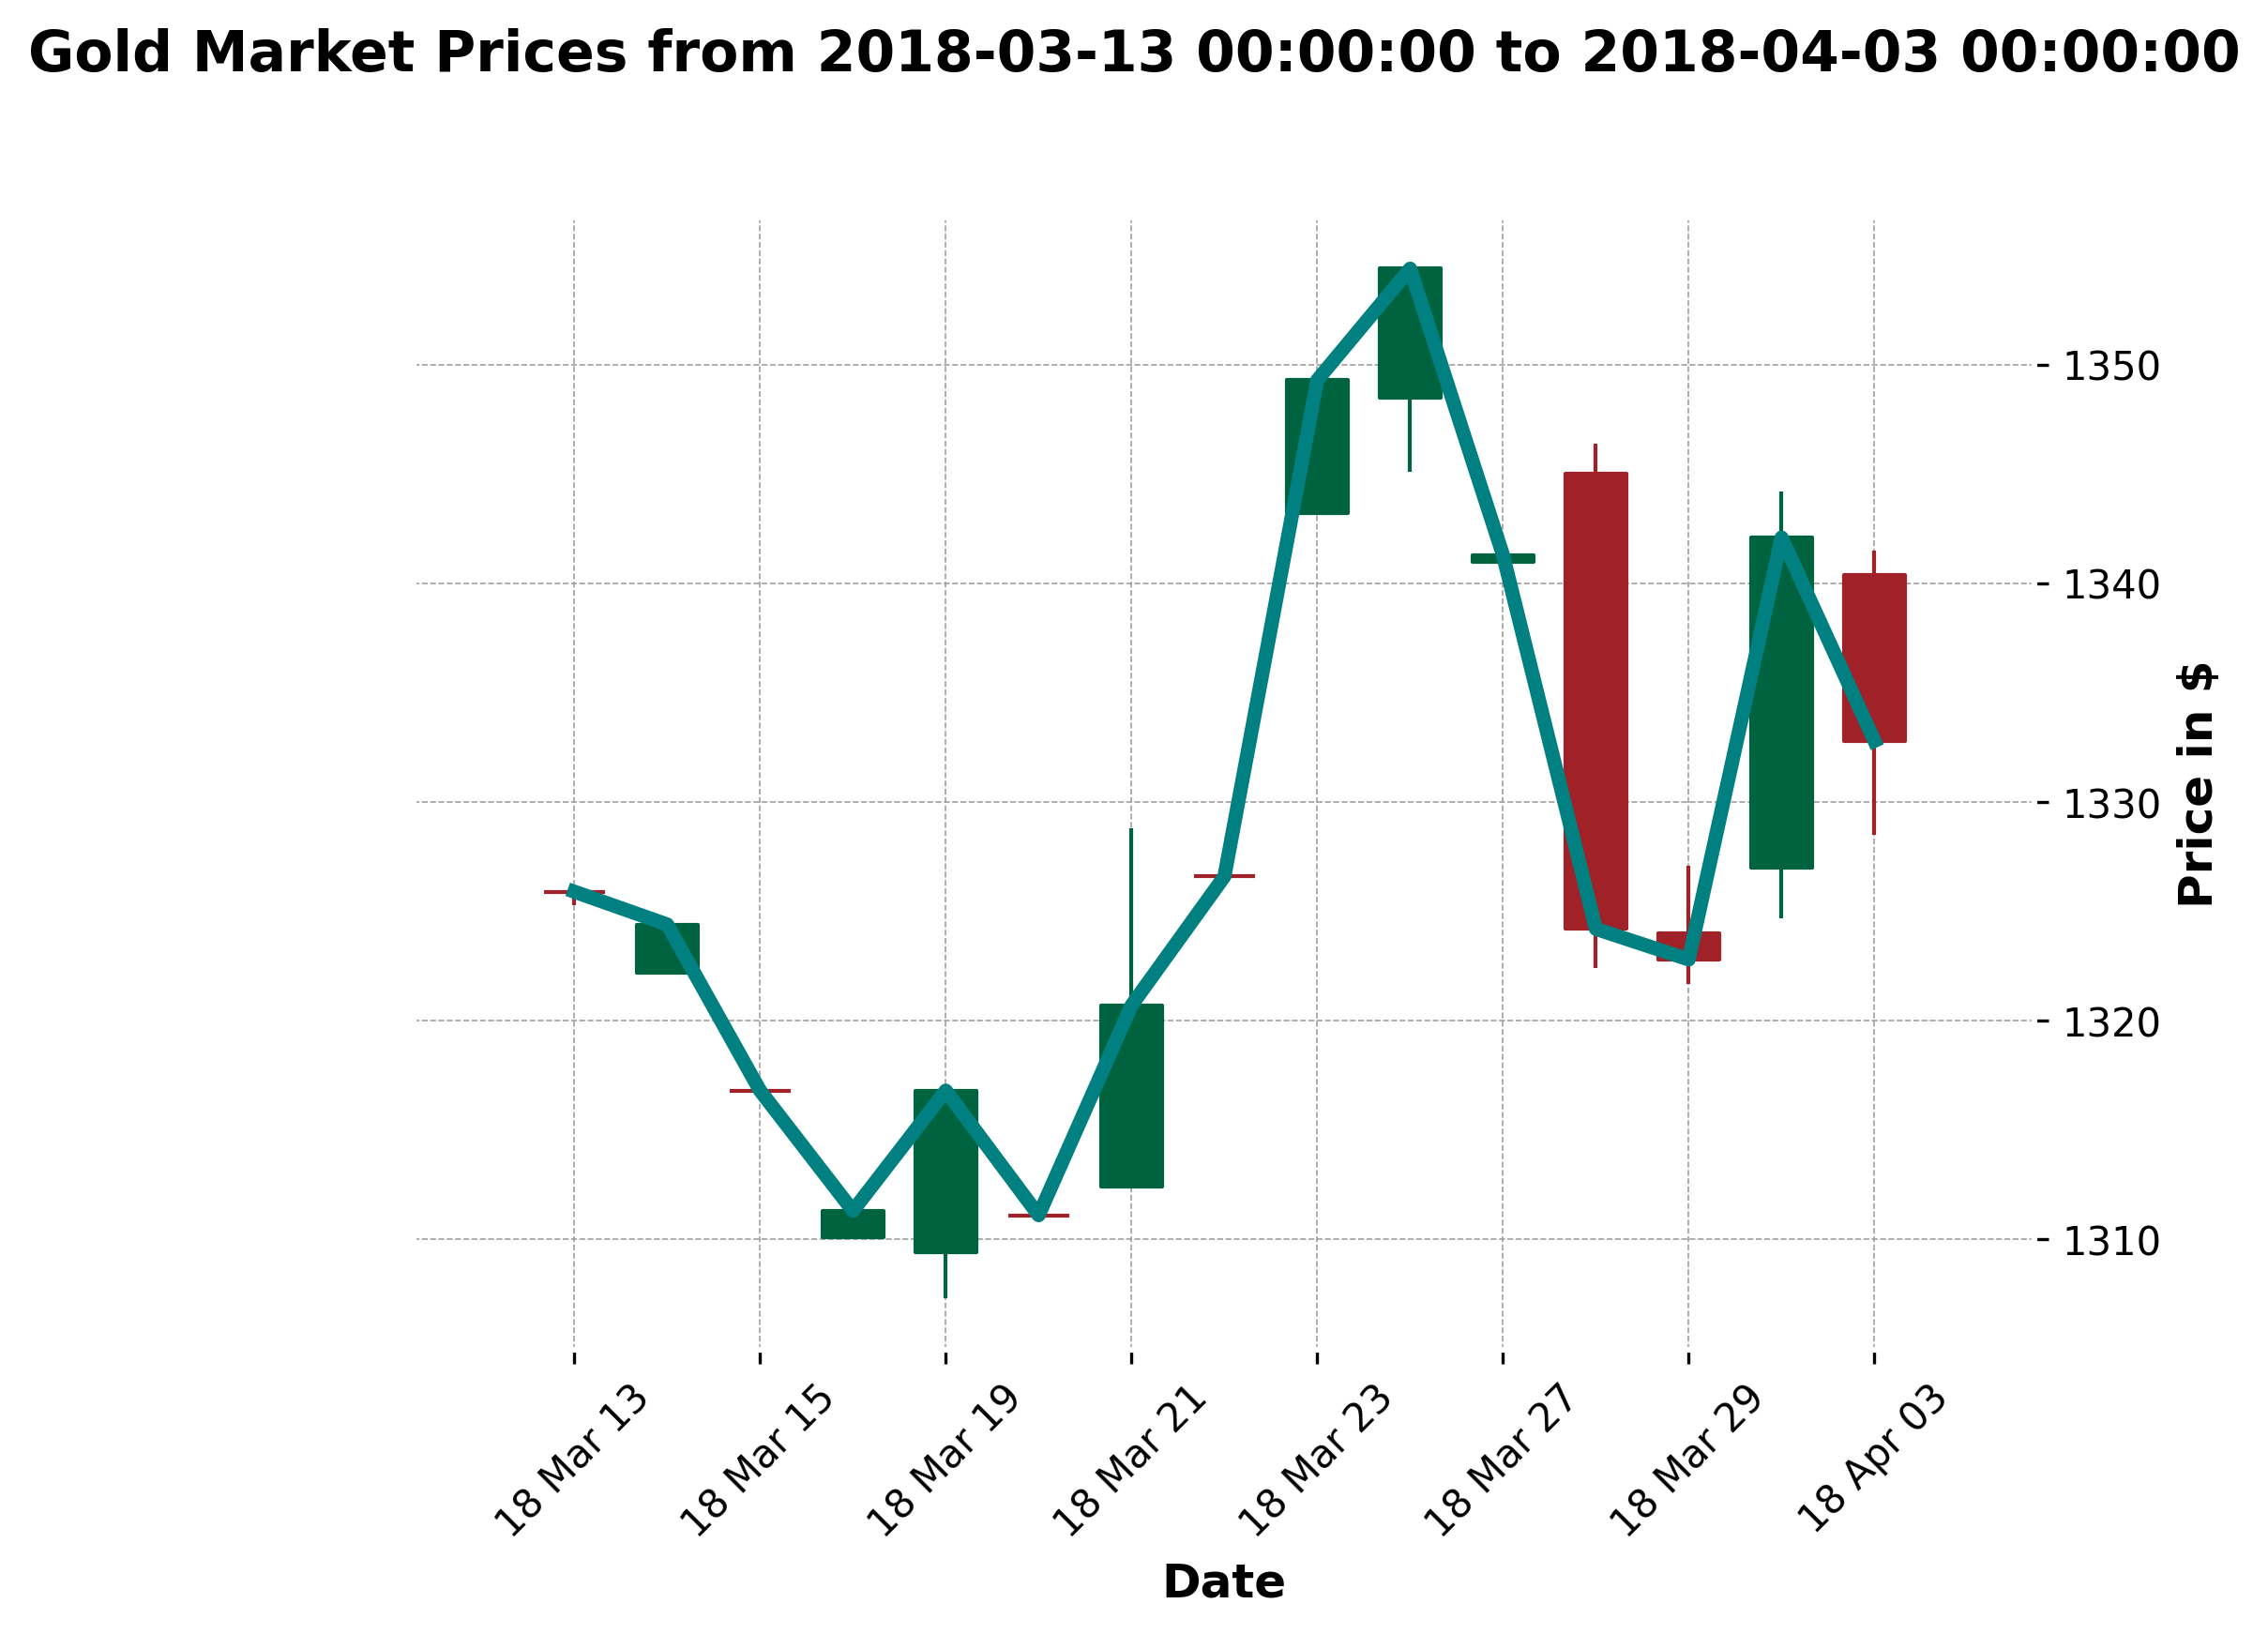 Gold Market Prices from 2018-03-13 00:00:00 to 2018-04-03 00:00:00
1350
1340
1330
1320
1310
Price in $
18 Mar 13
18 Mar 15
18 Mar 19
18 Mar 21
18 Mar 23
18 Mar 27
18 Mar 29
18 Apr 03
Date